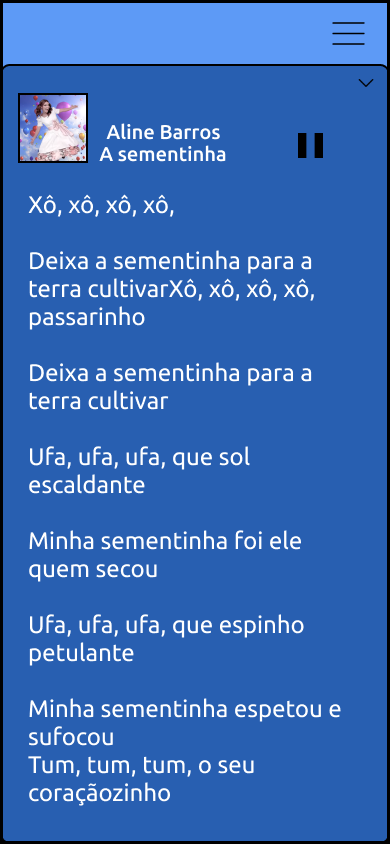 Aline Barros
A sementinha
Xô, xô, xô, xô,
Deixa a sementinha para a
terra cultivarXô, xô, xô, xô,
passarinho
Deixa a sementinha para a
terra cultivar
Ufa, ufa, ufa, que sol
escaldante
Minha sementinha foi ele
quem secou
Ufa, ufa, ufa, que espinho
petulante
Minha sementinha espetou e
sufocou
Tum, tum, tum, o seu
coraçãozinho